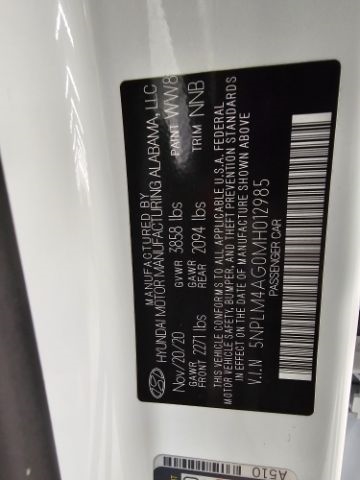 MANUFACTURED BY
HYUNDAI MOTOR MANUFACTURING ALABAMA, LLC
Nov/20/20 GVWR 3858 lbs PAINT WW8
GAWR FRONT 2271 lbs GAWR REAR 2094 lbs TRIM NNB
THIS VEHICLE CONFORMS TO ALL APPLICABLE U.S.A. FEDERAL
MOTOR VEHICLE SAFETY, BUMPER, AND THEFT PREVENTION STANDARDS
IN EFFECT ON THE DATE OF MANUFACTURE SHOWN ABOVE
V.I.N 5NPLM4AG0MH012985
PASSENGER CAR
A510